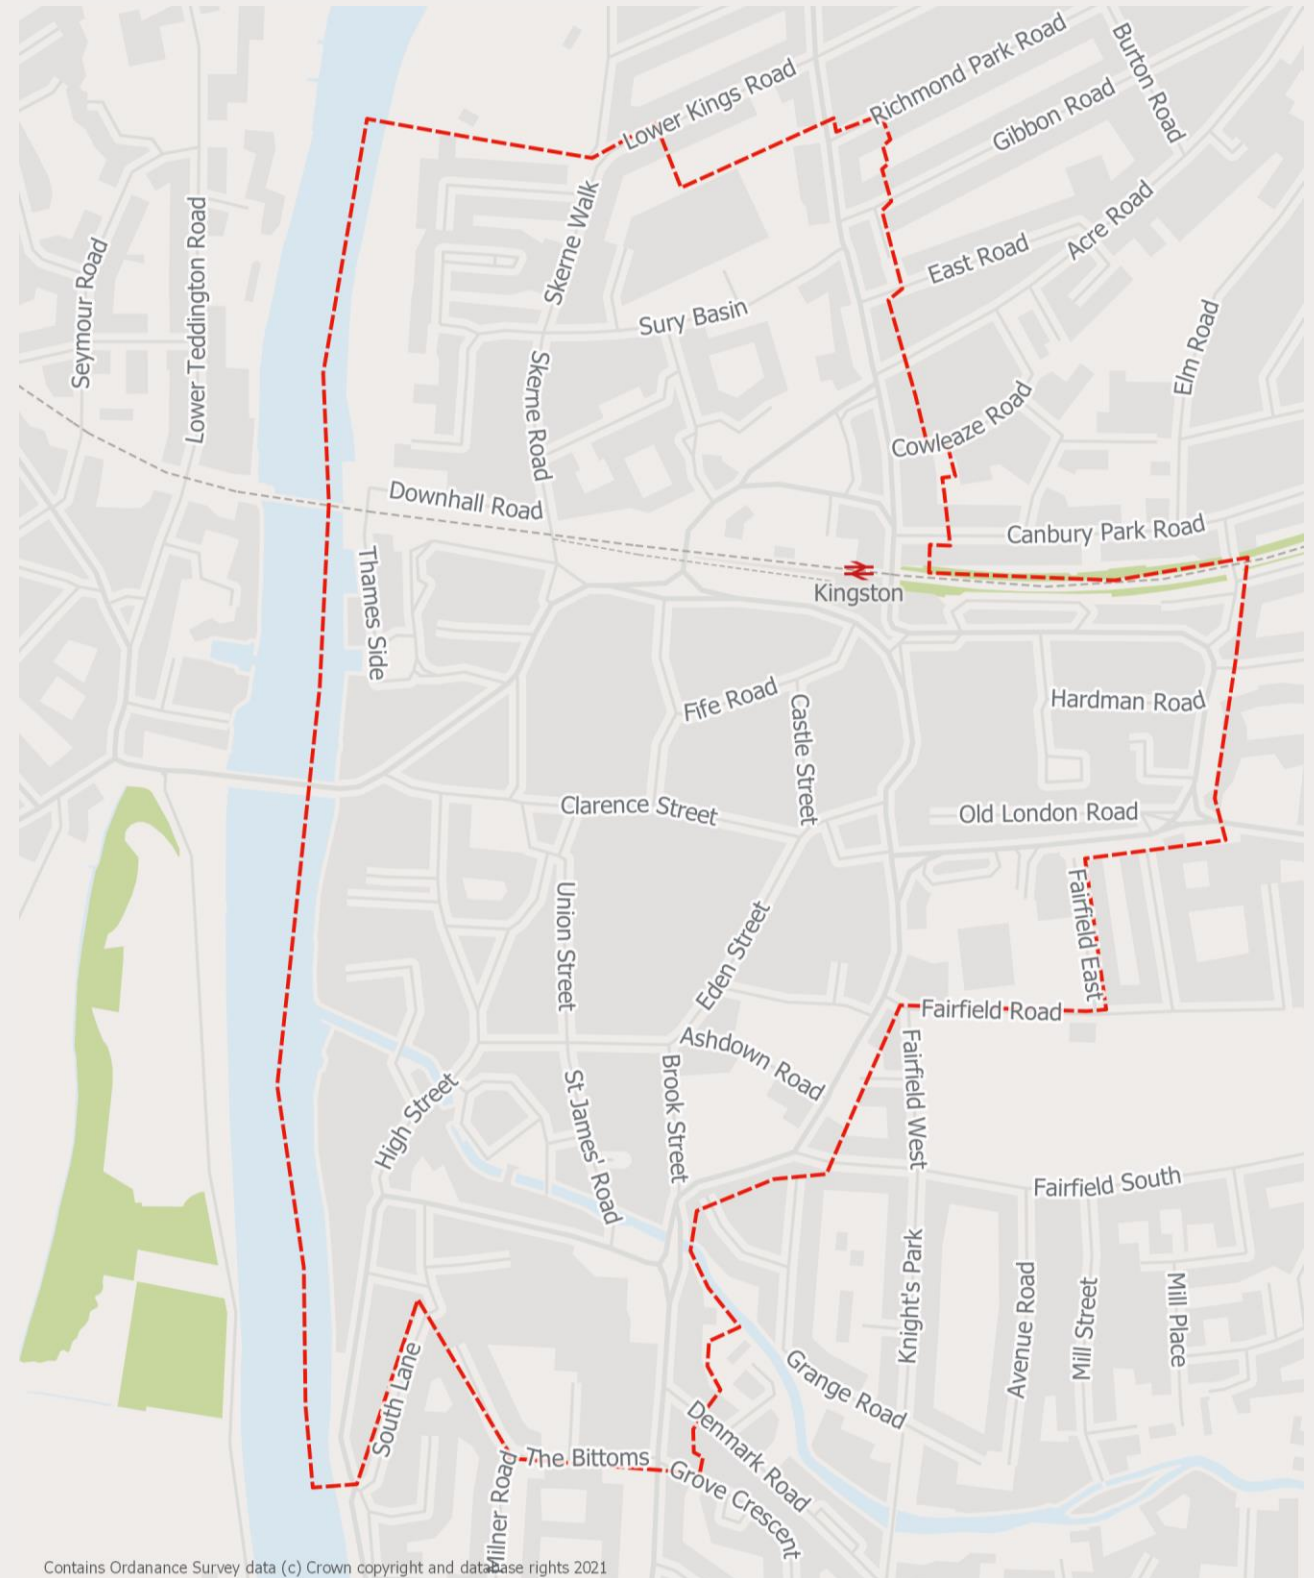 Burton Road
Richmond Park Road
Lower Kings Road
Gibbon Road
Acre Road
East Road
Skerne Walk
Lower Teddington Road
Seymour Road
Sury Basin
Elm Road
Skerne Road
Cowleaze Road
Downhall Road
Canbury Park Road
Thames Side
Kingston
Fife Road
Castle Street
Hardman Road
Clarence Street
Old London Road
Union Street
Eden Street
Fairfield East
Fairfield Road
Ashdown Road
Fairfield West
Brook Street
St James' Road
High Street
Fairfield South
Knight's Park
Avenue Road
Mill Street
Mill Place
South Lane
Grange Road
Denmark Road
The Bittoms
Grove Crescent
Milner Road
Contains Ordanance Survey data (c) Crown copyright and database rights 2021